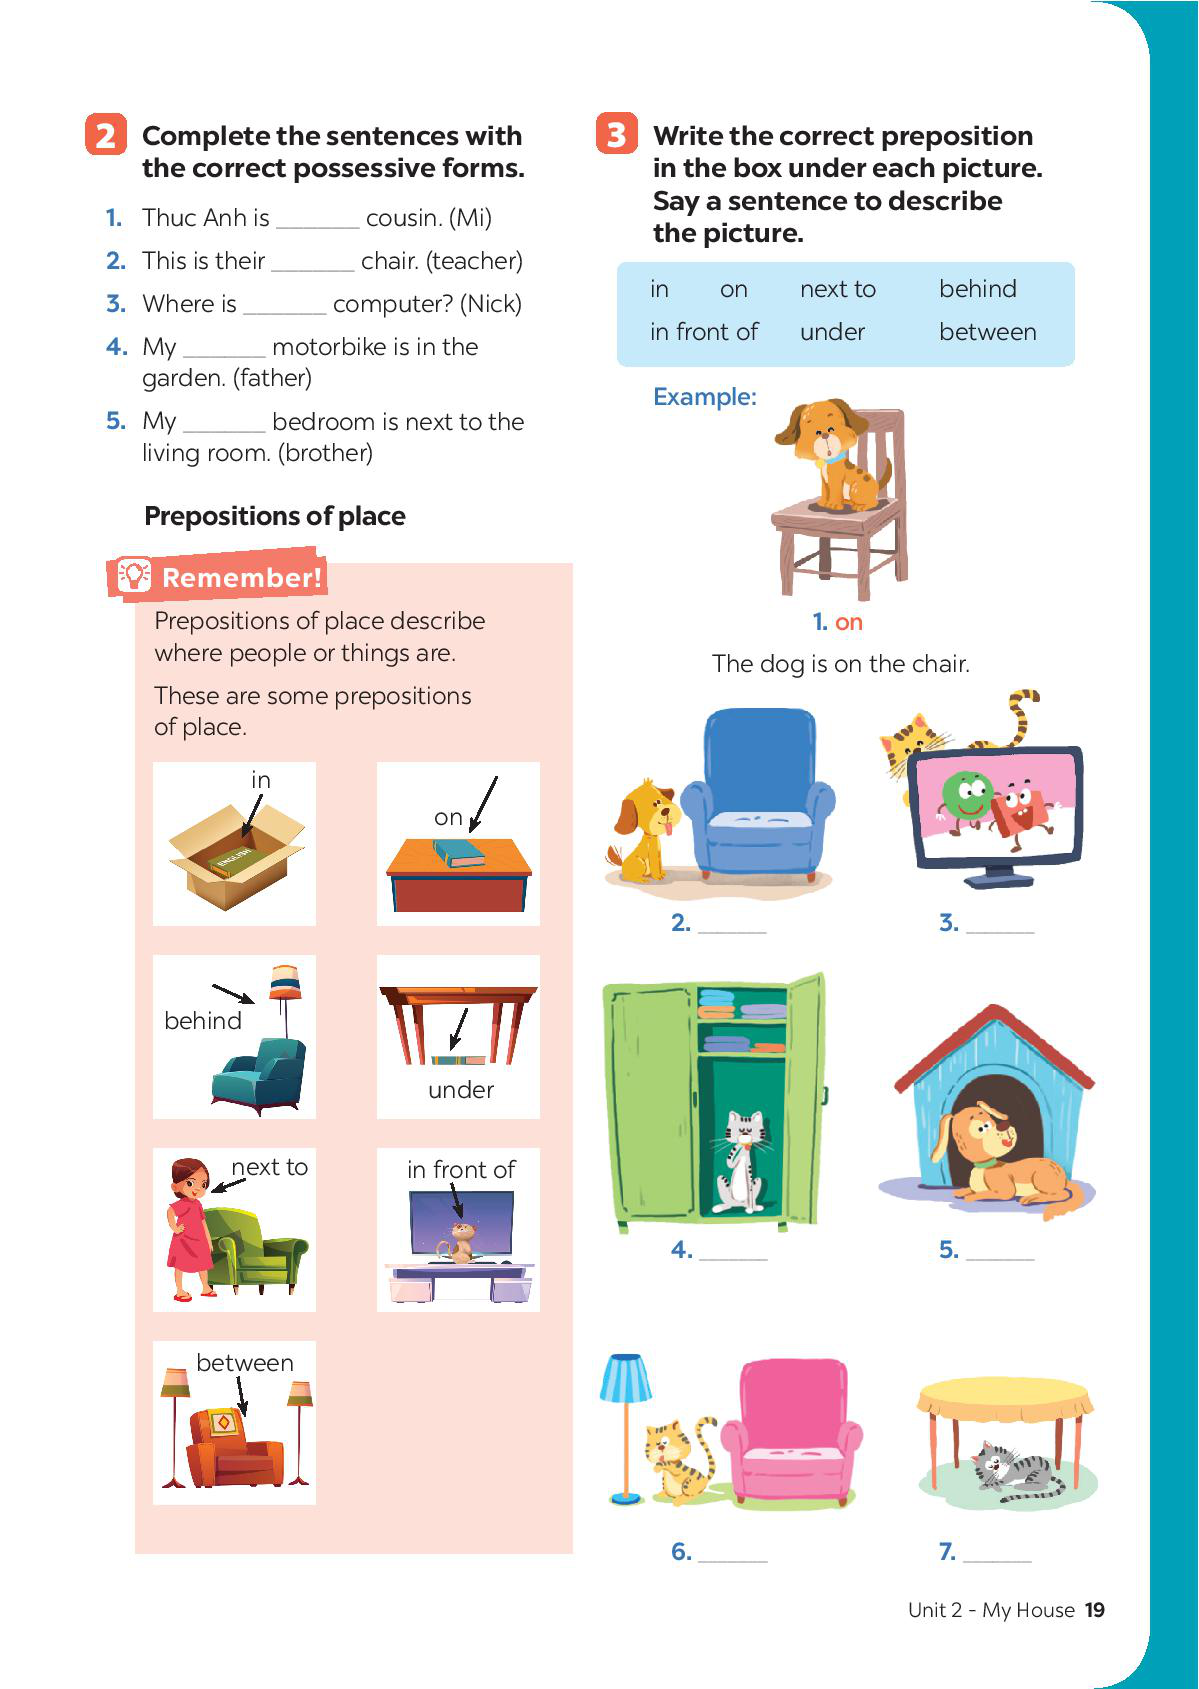 2 Complete the sentences with
the correct possessive forms.
1. Thuc Anh is ______ cousin. (Mi)
2. This is their ______ chair. (teacher)
3. Where is ______ computer? (Nick)
4. My ______ motorbike is in the
garden. (father)
5. My ______ bedroom is next to the
living room. (brother)
Prepositions of place
Remember!
Prepositions of place describe
where people or things are.
These are some prepositions
of place.
in
ENGLISH
on
behind
under
next to
in front of
between
3 Write the correct preposition
in the box under each picture.
Say a sentence to describe
the picture.
in on next to behind
in front of under between
Example:
1. on
The dog is on the chair.
2. ______ 3. ______
4. ______ 5. ______
6. ______ 7. ______
Unit 2 - My House 19